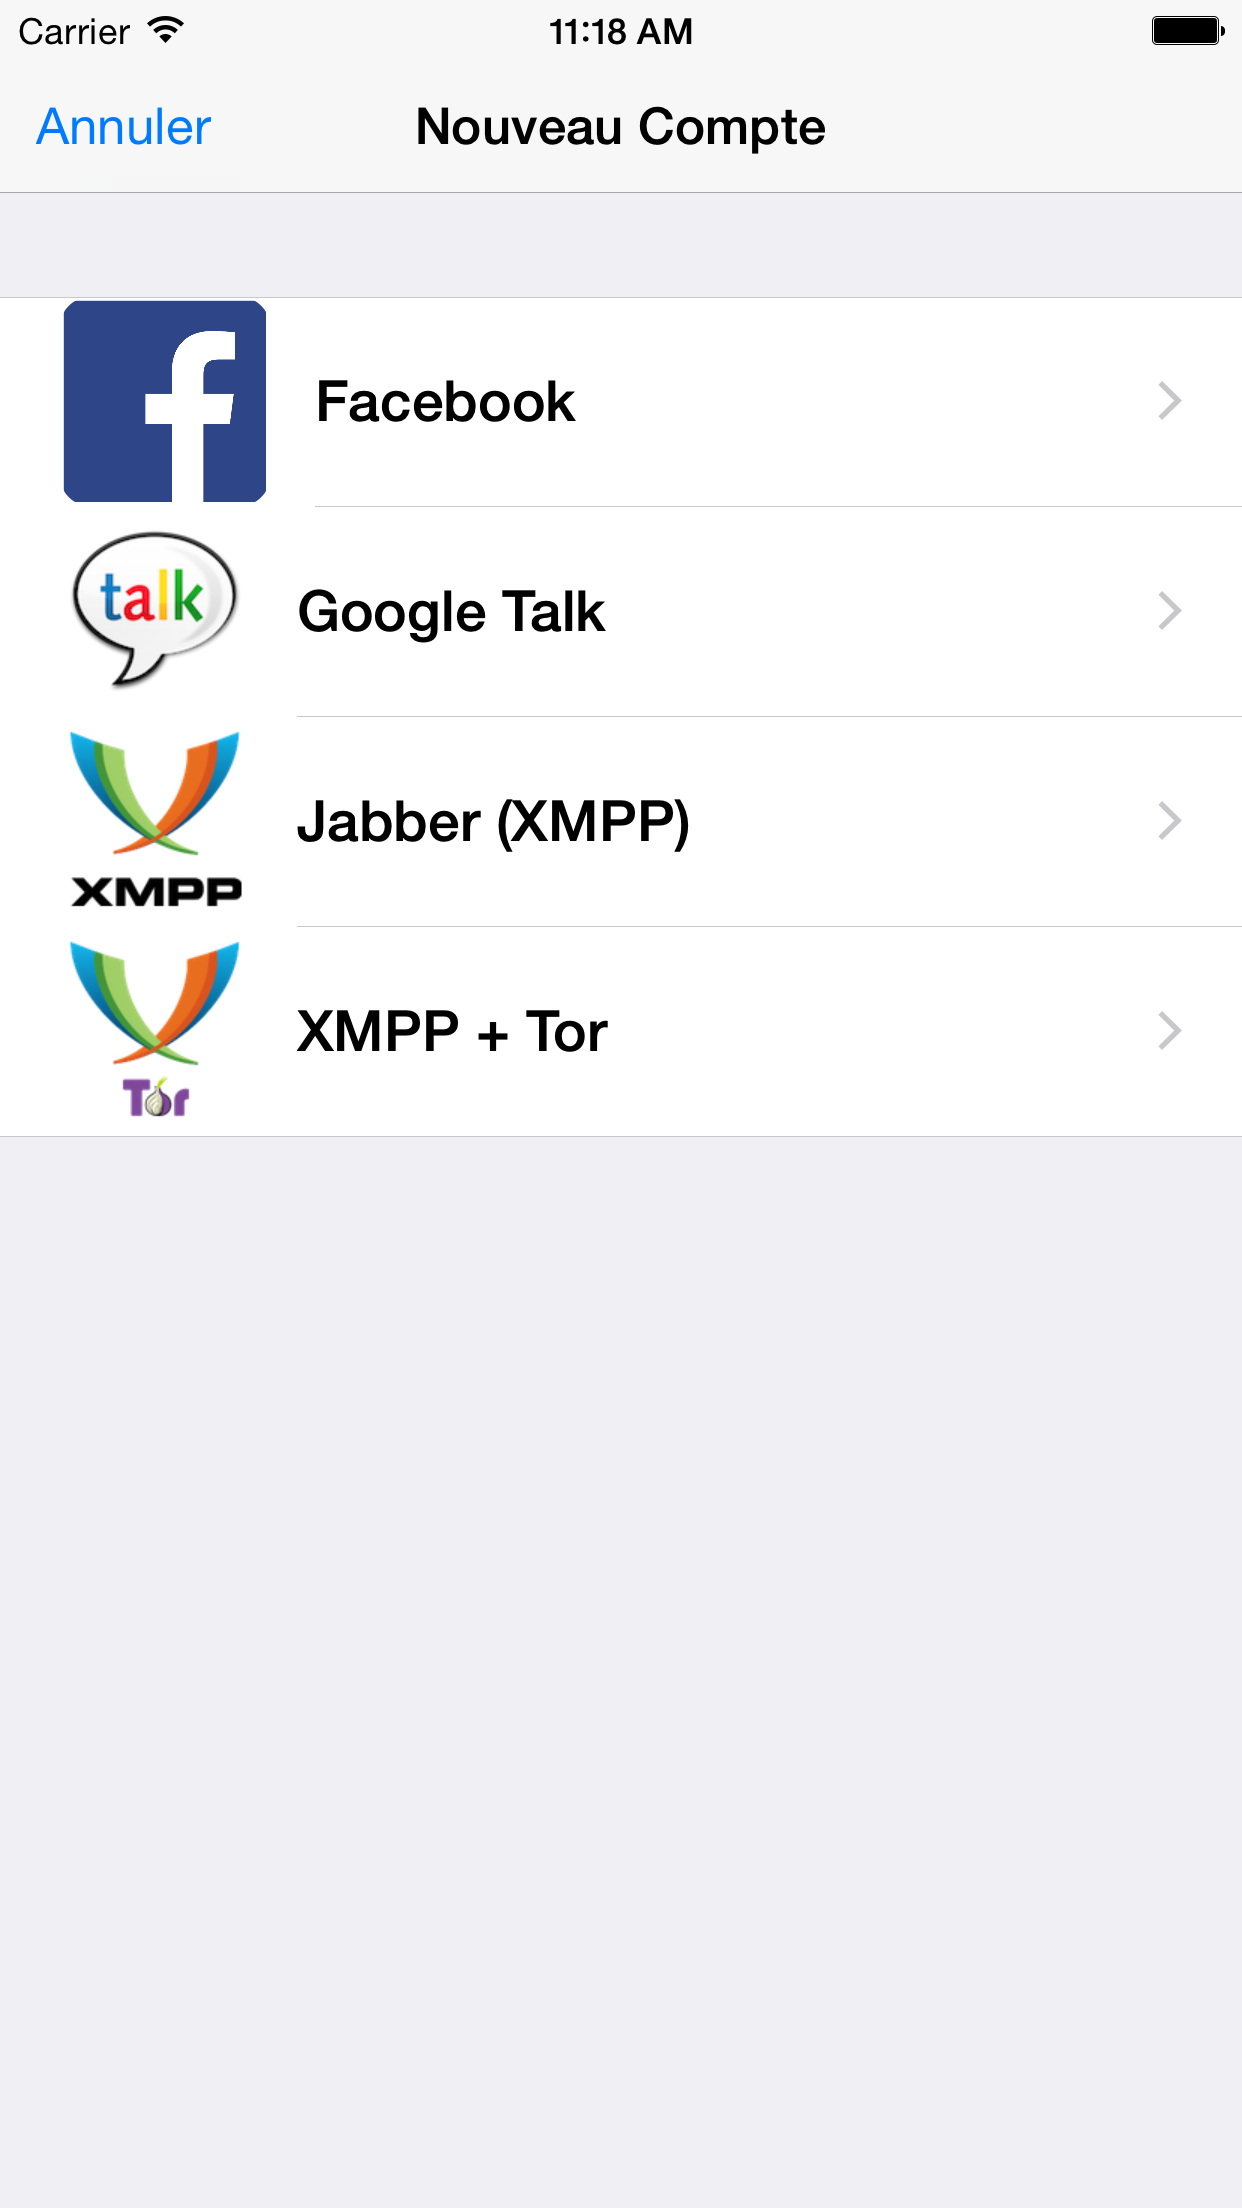 Carrier 11:18 AM
Annuler Nouveau Compte
Facebook
talk
Google Talk
Jabber (XMPP)
XMPP
XMPP + Tor
Tor